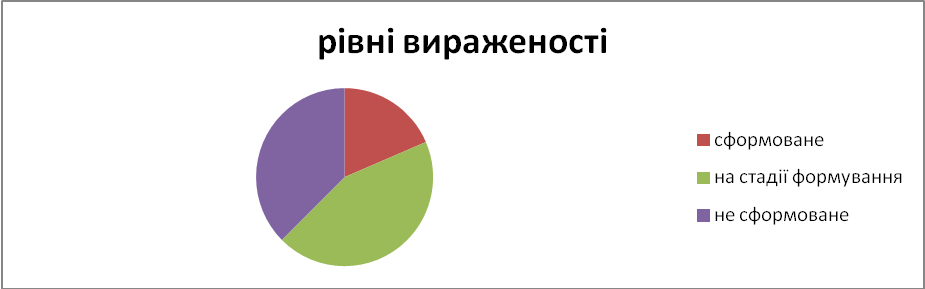 рівні вираженості
сформоване
на стадії формування
не сформоване